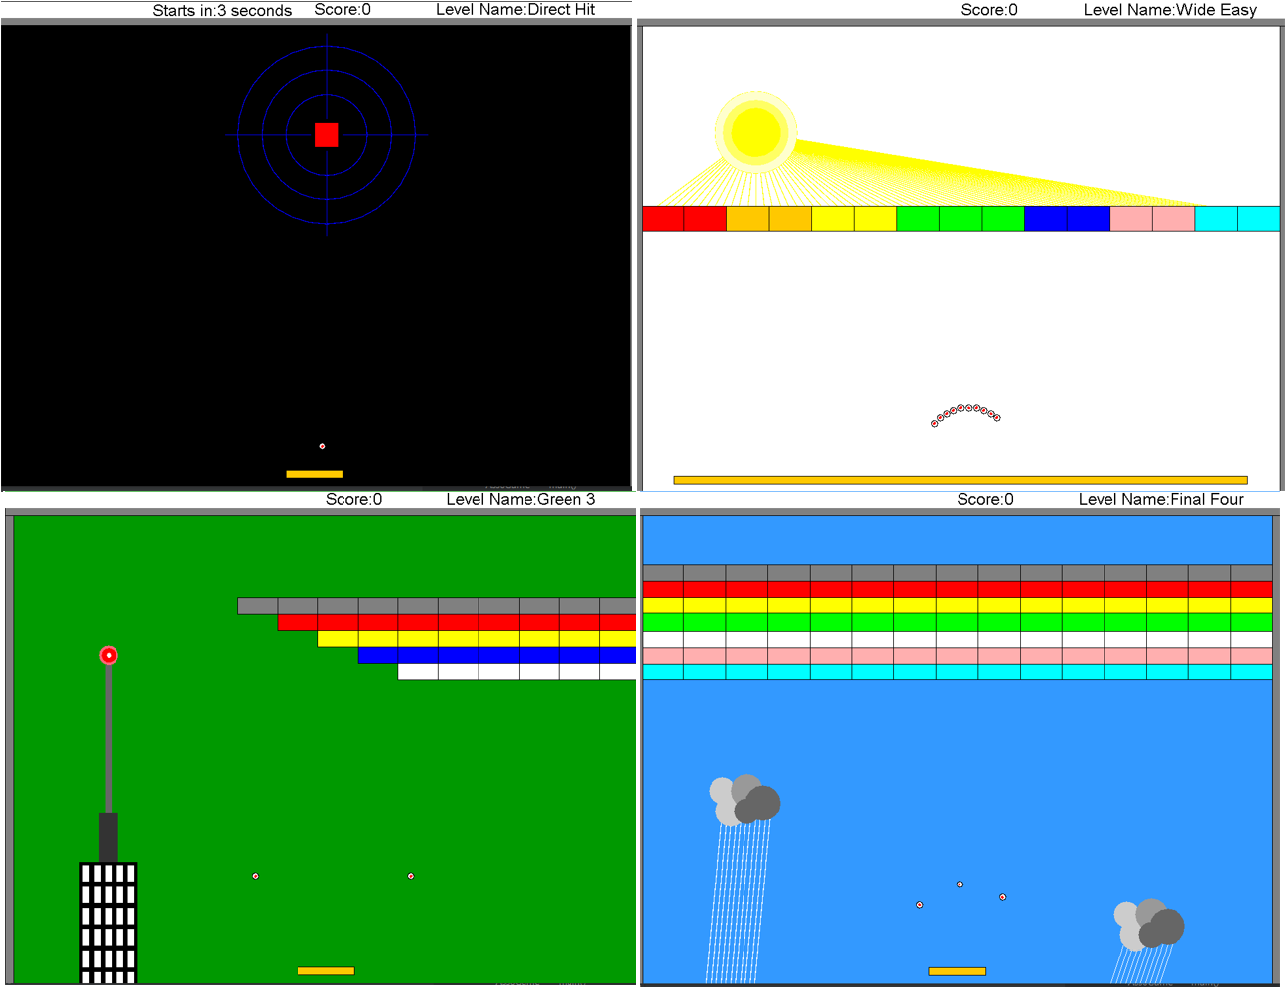 Starts in:3 seconds Score:0 Level Name:Direct Hit
Score:0 Level Name:Wide Easy
Score:0 Level Name:Green 3
Score:0 Level Name:Final Four